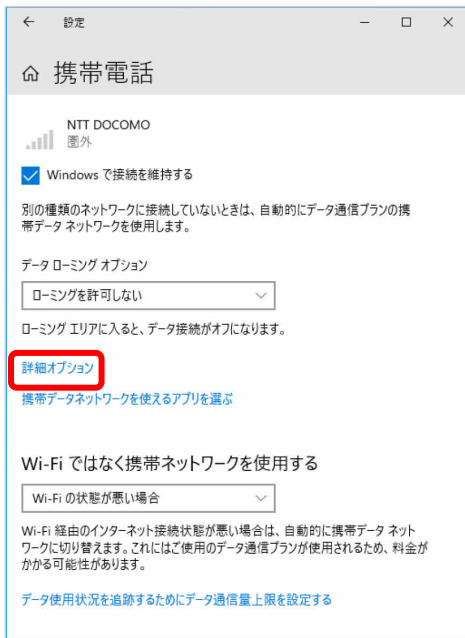 設定
携帯電話
NTT DOCOMO
圏外
Windows で接続を維持する
別の種類のネットワークに接続していないときは、自動的にデータ通信プランの携
帯データ ネットワークを使用します。
データ ローミング オプション
ローミングを許可しない
ローミング エリアに入ると、データ接続がオフになります。
詳細オプション
携帯データネットワークを使えるアプリを選ぶ
Wi-Fi ではなく携帯ネットワークを使用する
Wi-Fi の状態が悪い場合
Wi-Fi 経由のインターネット接続状態が悪い場合は、自動的に携帯データ ネット
ワークに切り替えます。これにはご使用のデータ通信プランが使用されるため、料金が
かかる可能性があります。
データ使用状況を追跡するためにデータ通信量上限を設定する